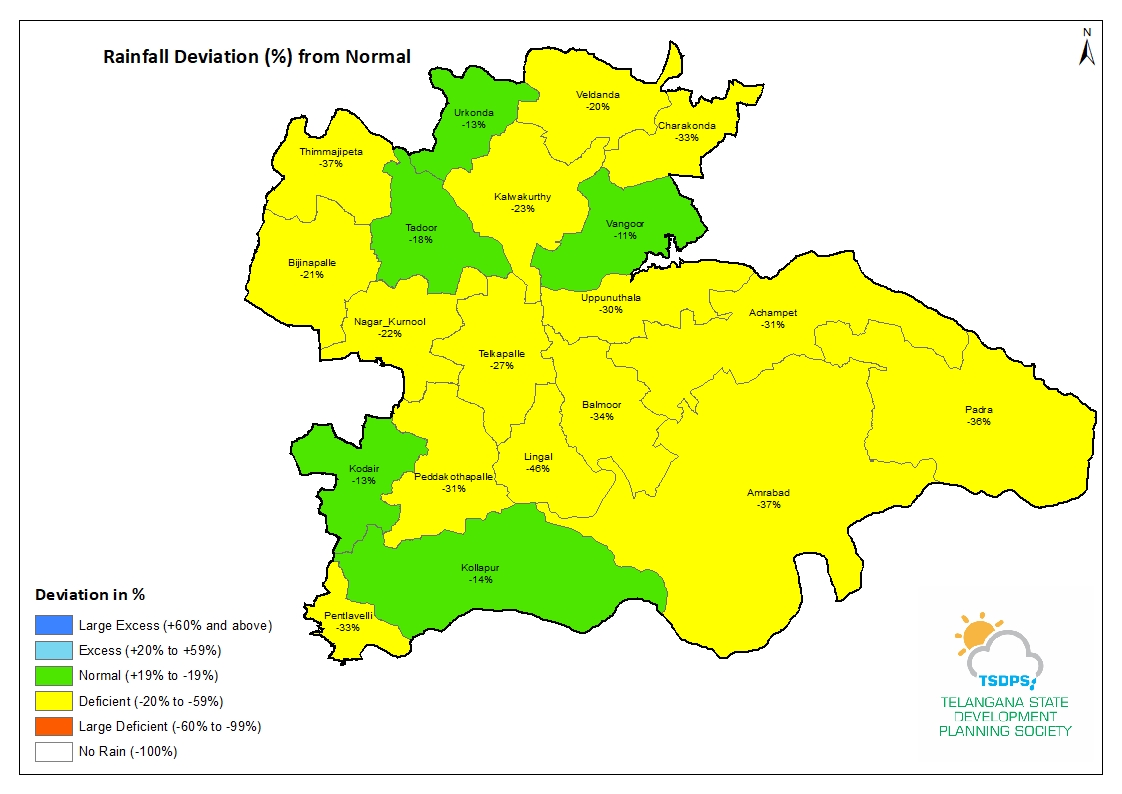 Rainfall Deviation (%) from Normal
N
Veldanda
-20%
Urkonda
-13%
Charakonda
-33%
Thimmajipeta
-37%
Kalwakurthy
-23%
Tadoor
-18%
Vangoor
-11%
Bijinapalle
-21%
Uppunuthala
-30%
Achampet
-31%
Nagar_Kurnool
-22%
Telkapalle
-27%
Balmoor
-34%
Padra
-36%
Lingal
-46%
Kodair
-13%
Peddakothapalle
-31%
Amrabad
-37%
Kollapur
-14%
Pentlavelli
-33%
Deviation in %
Large Excess (+60% and above)
Excess (+20% to +59%)
Normal (+19% to -19%)
Deficient (-20% to -59%)
Large Deficient (-60% to -99%)
No Rain (-100%)
TSDPS
TELANGANA STATE
DEVELOPMENT
PLANNING SOCIETY